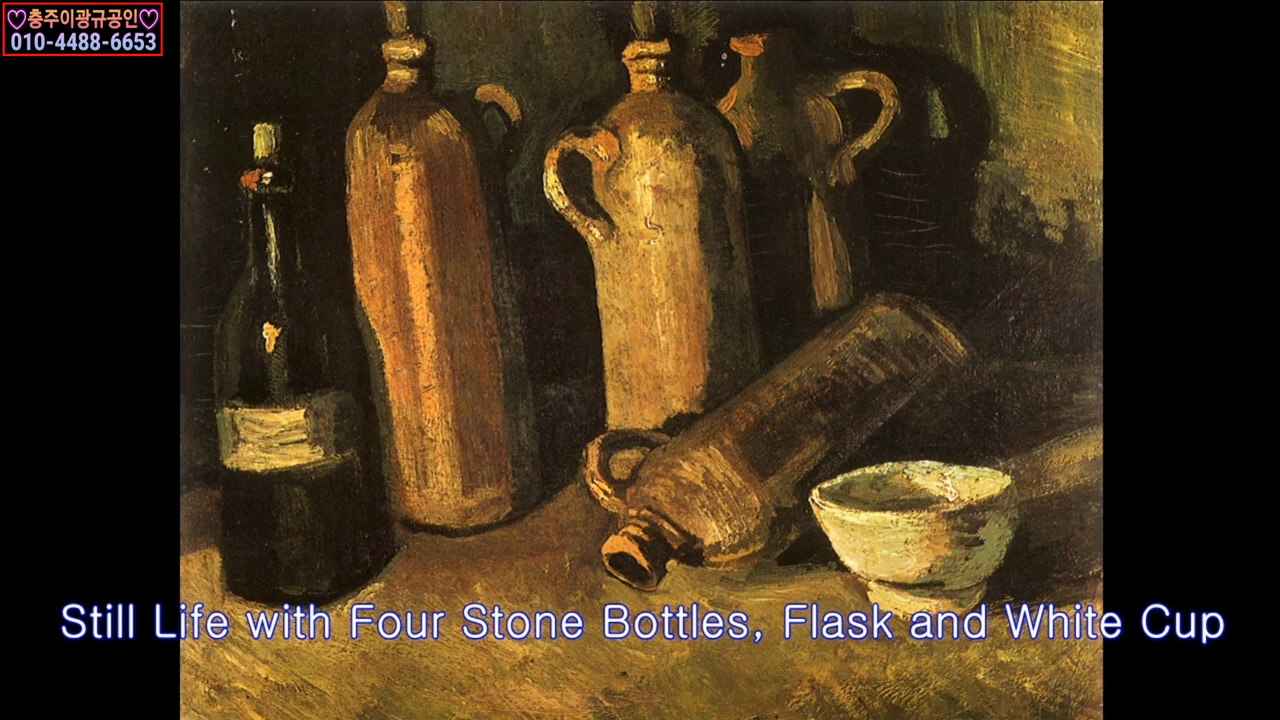 ♡충주이광규공인♡
010-4488-6653
Still Life with Four Stone Bottles, Flask and White Cup